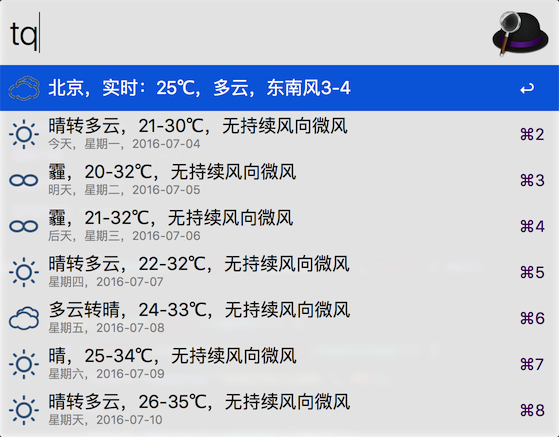 tq
北京，实时：25℃，多云，东南风3-4
↩
晴转多云，21-30℃，无持续风向微风
⌘2
今天，星期一，2016-07-04
霾，20-32℃，无持续风向微风
⌘3
明天，星期二，2016-07-05
霾，21-32℃，无持续风向微风
⌘4
后天，星期三，2016-07-06
晴转多云，22-32℃，无持续风向微风
⌘5
星期四，2016-07-07
多云转晴，24-33℃，无持续风向微风
⌘6
星期五，2016-07-08
晴，25-34℃，无持续风向微风
⌘7
星期六，2016-07-09
晴转多云，26-35℃，无持续风向微风
⌘8
星期天，2016-07-10